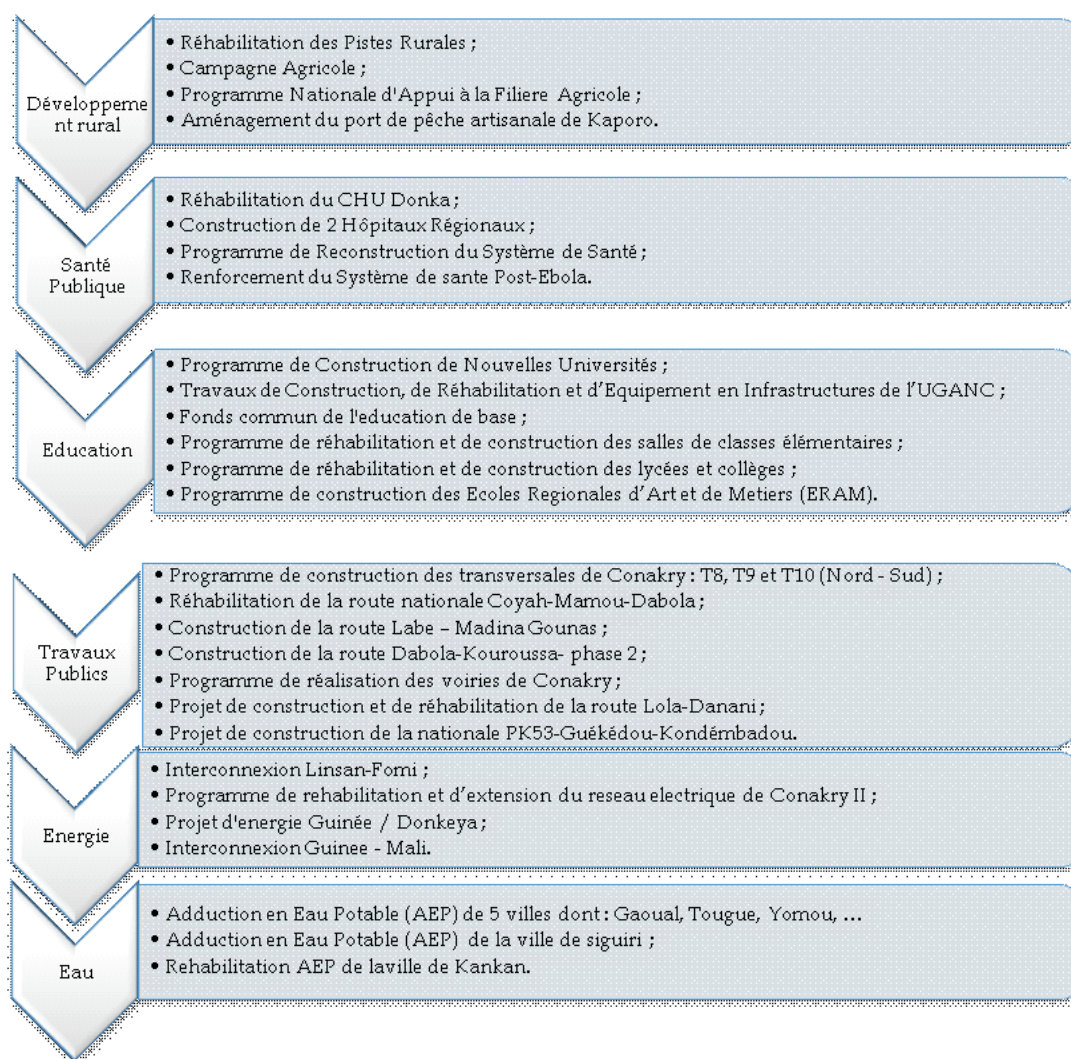 Développeme
nt rural
• Réhabilitation des Pistes Rurales ;
• Campagne Agricole ;
• Programme Nationale d'Appui à la Filiere Agricole ;
• Aménagement du port de pêche artisanale de Kaporo.
Santé
Publique
• Réhabilitation du CHU Donka ;
• Construction de 2 Hôpitaux Régionaux ;
• Programme de Reconstruction du Système de Santé ;
• Renforcement du Système de sante Post-Ebola.
Education
• Programme de Construction de Nouvelles Universités ;
• Travaux de Construction, de Réhabilitation et d'Equipement en Infrastructures de l'UGANC ;
• Fonds commun de l'education de base ;
• Programme de réhabilitation et de construction des salles de classes élémentaires ;
• Programme de réhabilitation et de construction des lycées et collèges ;
• Programme de construction des Ecoles Regionales d'Art et de Metiers (ERAM).
Travaux
Publics
• Programme de construction des transversales de Conakry : T8, T9 et T10 (Nord - Sud) ;
• Réhabilitation de la route nationale Coyah-Mamou-Dabola ;
• Construction de la route Labe – Madina Gounas ;
• Construction de la route Dabola-Kouroussa- phase 2 ;
• Programme de réalisation des voiries de Conakry ;
• Projet de construction et de réhabilitation de la route Lola-Danani ;
• Projet de construction de la nationale PK53-Guékédou-Kondémbadou.
Energie
• Interconnexion Linsan-Fomi ;
• Programme de rehabilitation et d'extension du reseau electrique de Conakry II ;
• Projet d'energie Guinée / Donkeya ;
• Interconnexion Guinee - Mali.
Eau
• Adduction en Eau Potable (AEP) de 5 villes dont : Gaoual, Tougue, Yomou, ...
• Adduction en Eau Potable (AEP) de la ville de siguiri ;
• Rehabilitation AEP de laville de Kankan.